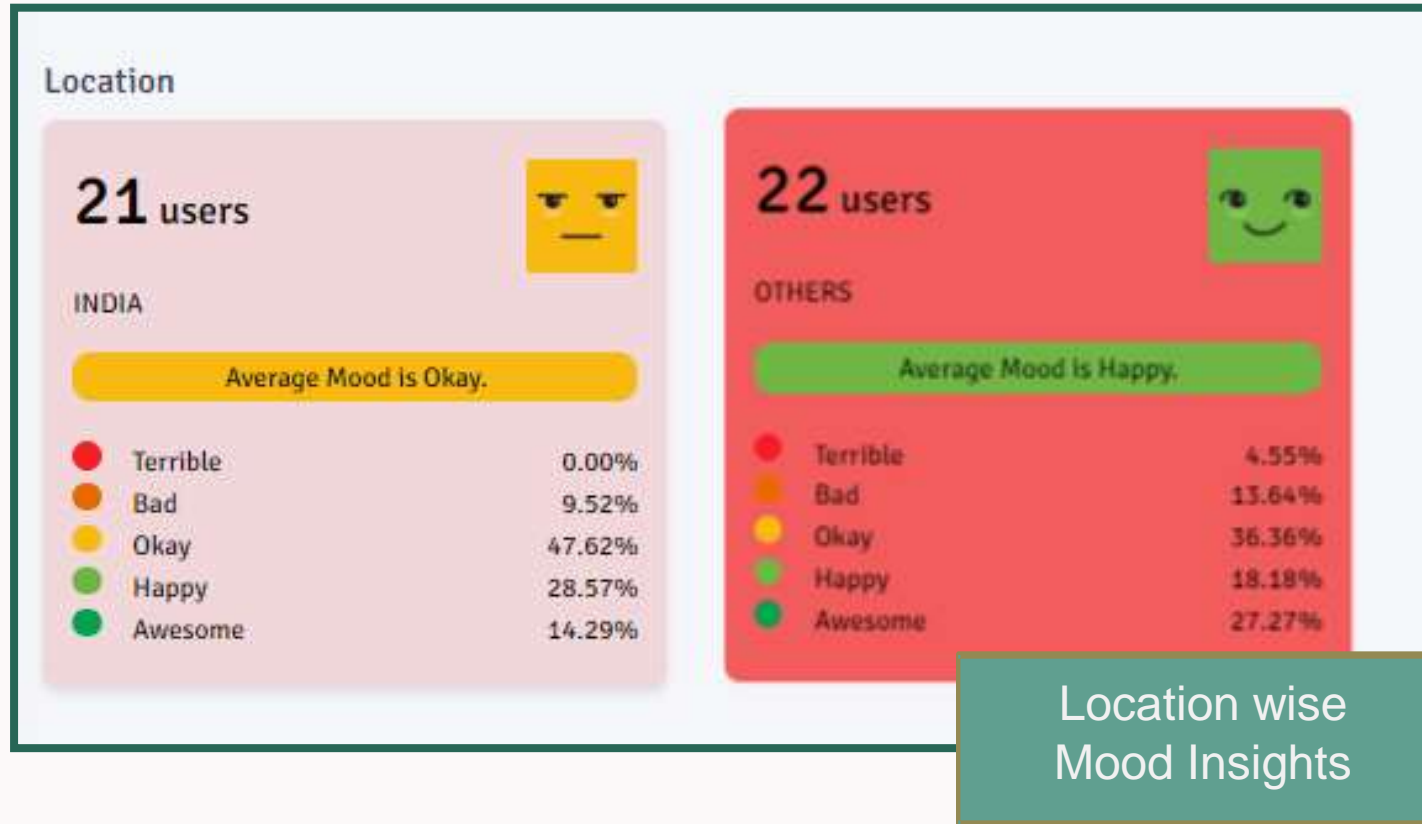 Location
21 users
INDIA
Average Mood is Okay.
Terrible 0.00%
Bad 9.52%
Okay 47.62%
Happy 28.57%
Awesome 14.29%
22 users
OTHERS
Average Mood is Happy.
Terrible 4.55%
Bad 13.64%
Okay 36.36%
Happy 18.18%
Awesome 27.27%
Location wise
Mood Insights